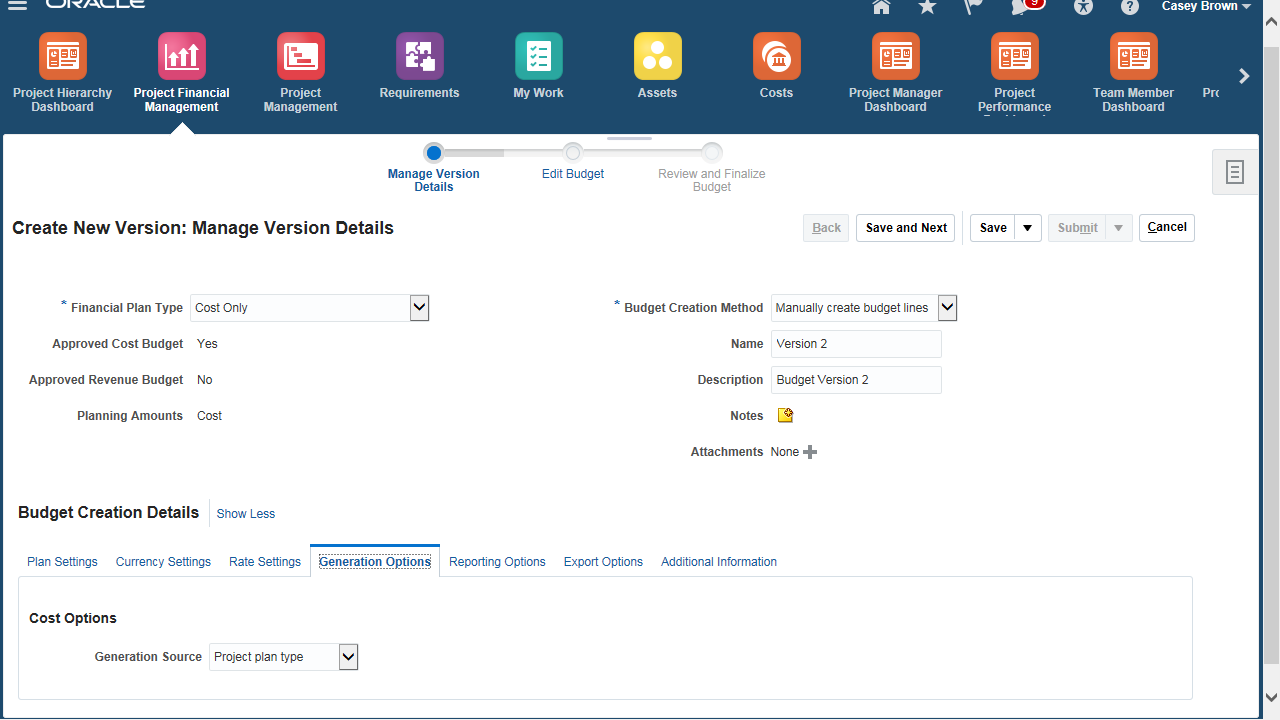 ORACLE
9
Casey Brown
Project Hierarchy
Dashboard
Project Financial
Management
Project
Management
Requirements
My Work
Assets
Costs
Project Manager
Dashboard
Project
Performance
Team Member
Dashboard
Manage Version
Details
Edit Budget
Review and Finalize
Budget
Create New Version: Manage Version Details
Back
Save and Next
Save
Submit
Cancel
* Financial Plan Type Cost Only
Approved Cost Budget Yes
Approved Revenue Budget No
Planning Amounts Cost
* Budget Creation Method Manually create budget lines
Name Version 2
Description Budget Version 2
Notes
Attachments None
Budget Creation Details Show Less
Plan Settings Currency Settings Rate Settings Generation Options Reporting Options Export Options Additional Information
Cost Options
Generation Source Project plan type